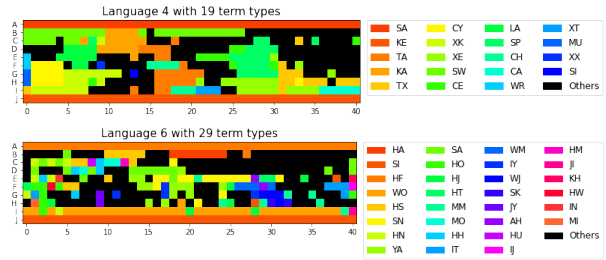 Language 4 with 19 term types
A
B
C
D
E
F
G
H
I
J
0 5 10 15 20 25 30 35 40
SA CY LA XT
KE XK SP MU
TA XE CH XX
KA SW CA SI
TX CE WR Others
Language 6 with 29 term types
A
B
C
D
E
F
G
H
I
J
0 5 10 15 20 25 30 35 40
HA SA WM HM
SI HO IY JI
HF HJ WJ KH
WO HT SK HW
HS MM JY IN
SN MO AH MI
HN HH HU Others
YA IT IJ